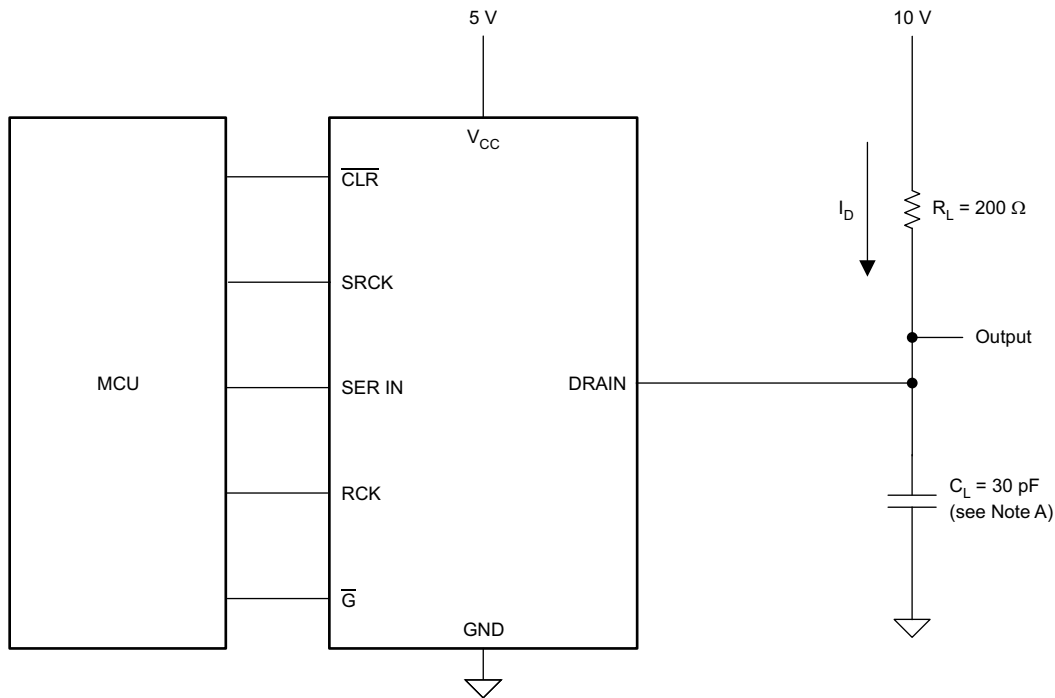 5 V
10 V
V_CC
C̅L̅R̅
I_D
R_L = 200 Ω
SRCK
Output
MCU
SER IN
DRAIN
RCK
C_L = 30 pF
(see Note A)
G̅
GND